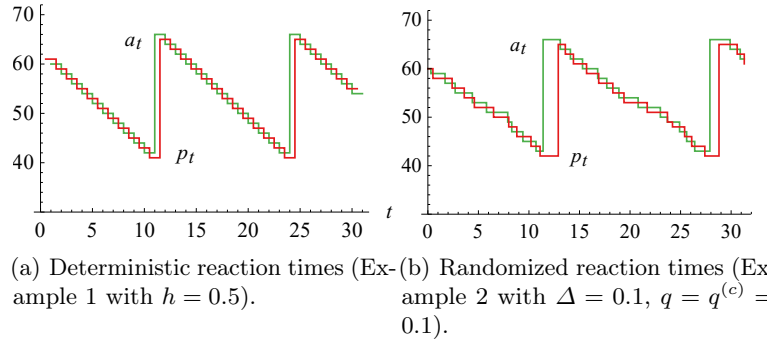 70
60
50
40
a_t
p_t
0 5 10 15 20 25 30
t
70
60
50
40
a_t
p_t
0 5 10 15 20 25 30
(a) Deterministic reaction times (Ex-
ample 1 with h = 0.5).
(b) Randomized reaction times (Ex
ample 2 with Δ = 0.1, q = q^(c) =
0.1).